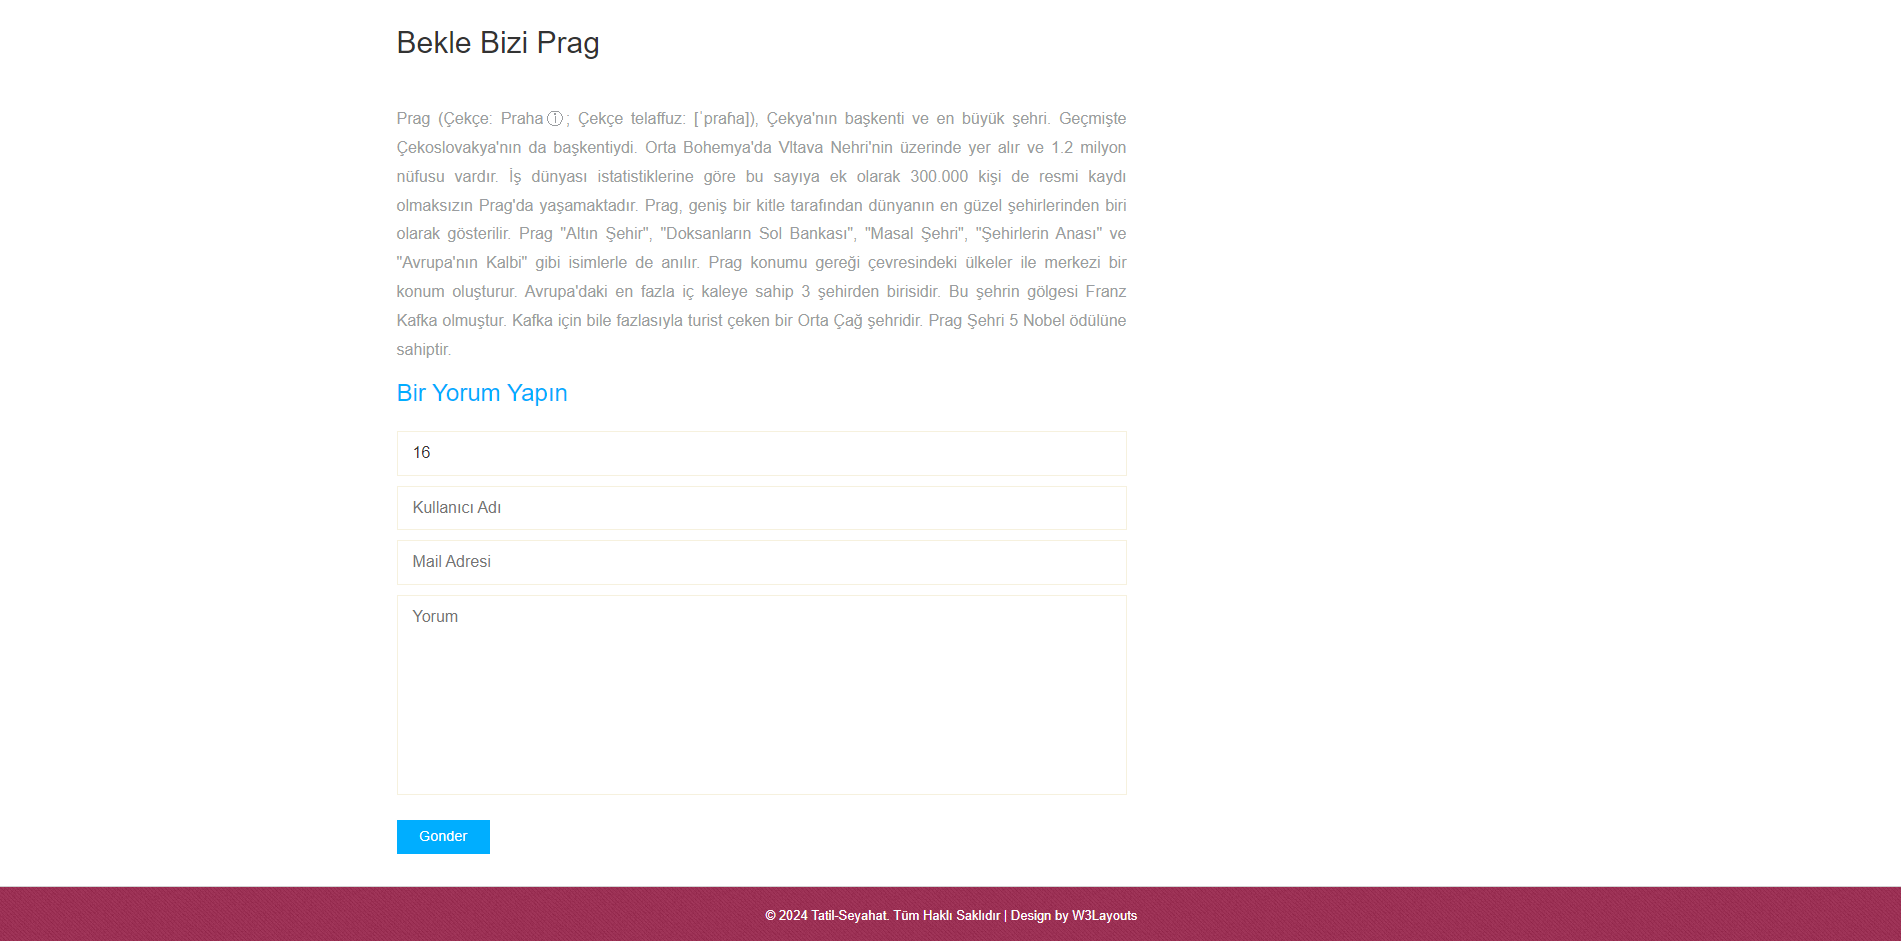 Bekle Bizi Prag
Prag (Çekçe: Prahaⓘ; Çekçe telaffuz: [ˈpraɦa]), Çekya'nın başkenti ve en büyük şehri. Geçmişte
Çekoslovakya'nın da başkentiydi. Orta Bohemya'da Vltava Nehri'nin üzerinde yer alır ve 1.2 milyon
nüfusu vardır. İş dünyası istatistiklerine göre bu sayıya ek olarak 300.000 kişi de resmi kaydı
olmaksızın Prag'da yaşamaktadır. Prag, geniş bir kitle tarafından dünyanın en güzel şehirlerinden biri
olarak gösterilir. Prag "Altın Şehir", "Doksanların Sol Bankası", "Masal Şehri", "Şehirlerin Anası" ve
"Avrupa'nın Kalbi" gibi isimlerle de anılır. Prag konumu gereği çevresindeki ülkeler ile merkezi bir
konum oluşturur. Avrupa'daki en fazla iç kaleye sahip 3 şehirden birisidir. Bu şehrin gölgesi Franz
Kafka olmuştur. Kafka için bile fazlasıyla turist çeken bir Orta Çağ şehridir. Prag Şehri 5 Nobel ödülüne
sahiptir.
Bir Yorum Yapın
16
Kullanıcı Adı
Mail Adresi
Yorum
Gonder
© 2024 Tatil-Seyahat. Tüm Haklı Saklıdır | Design by W3Layouts